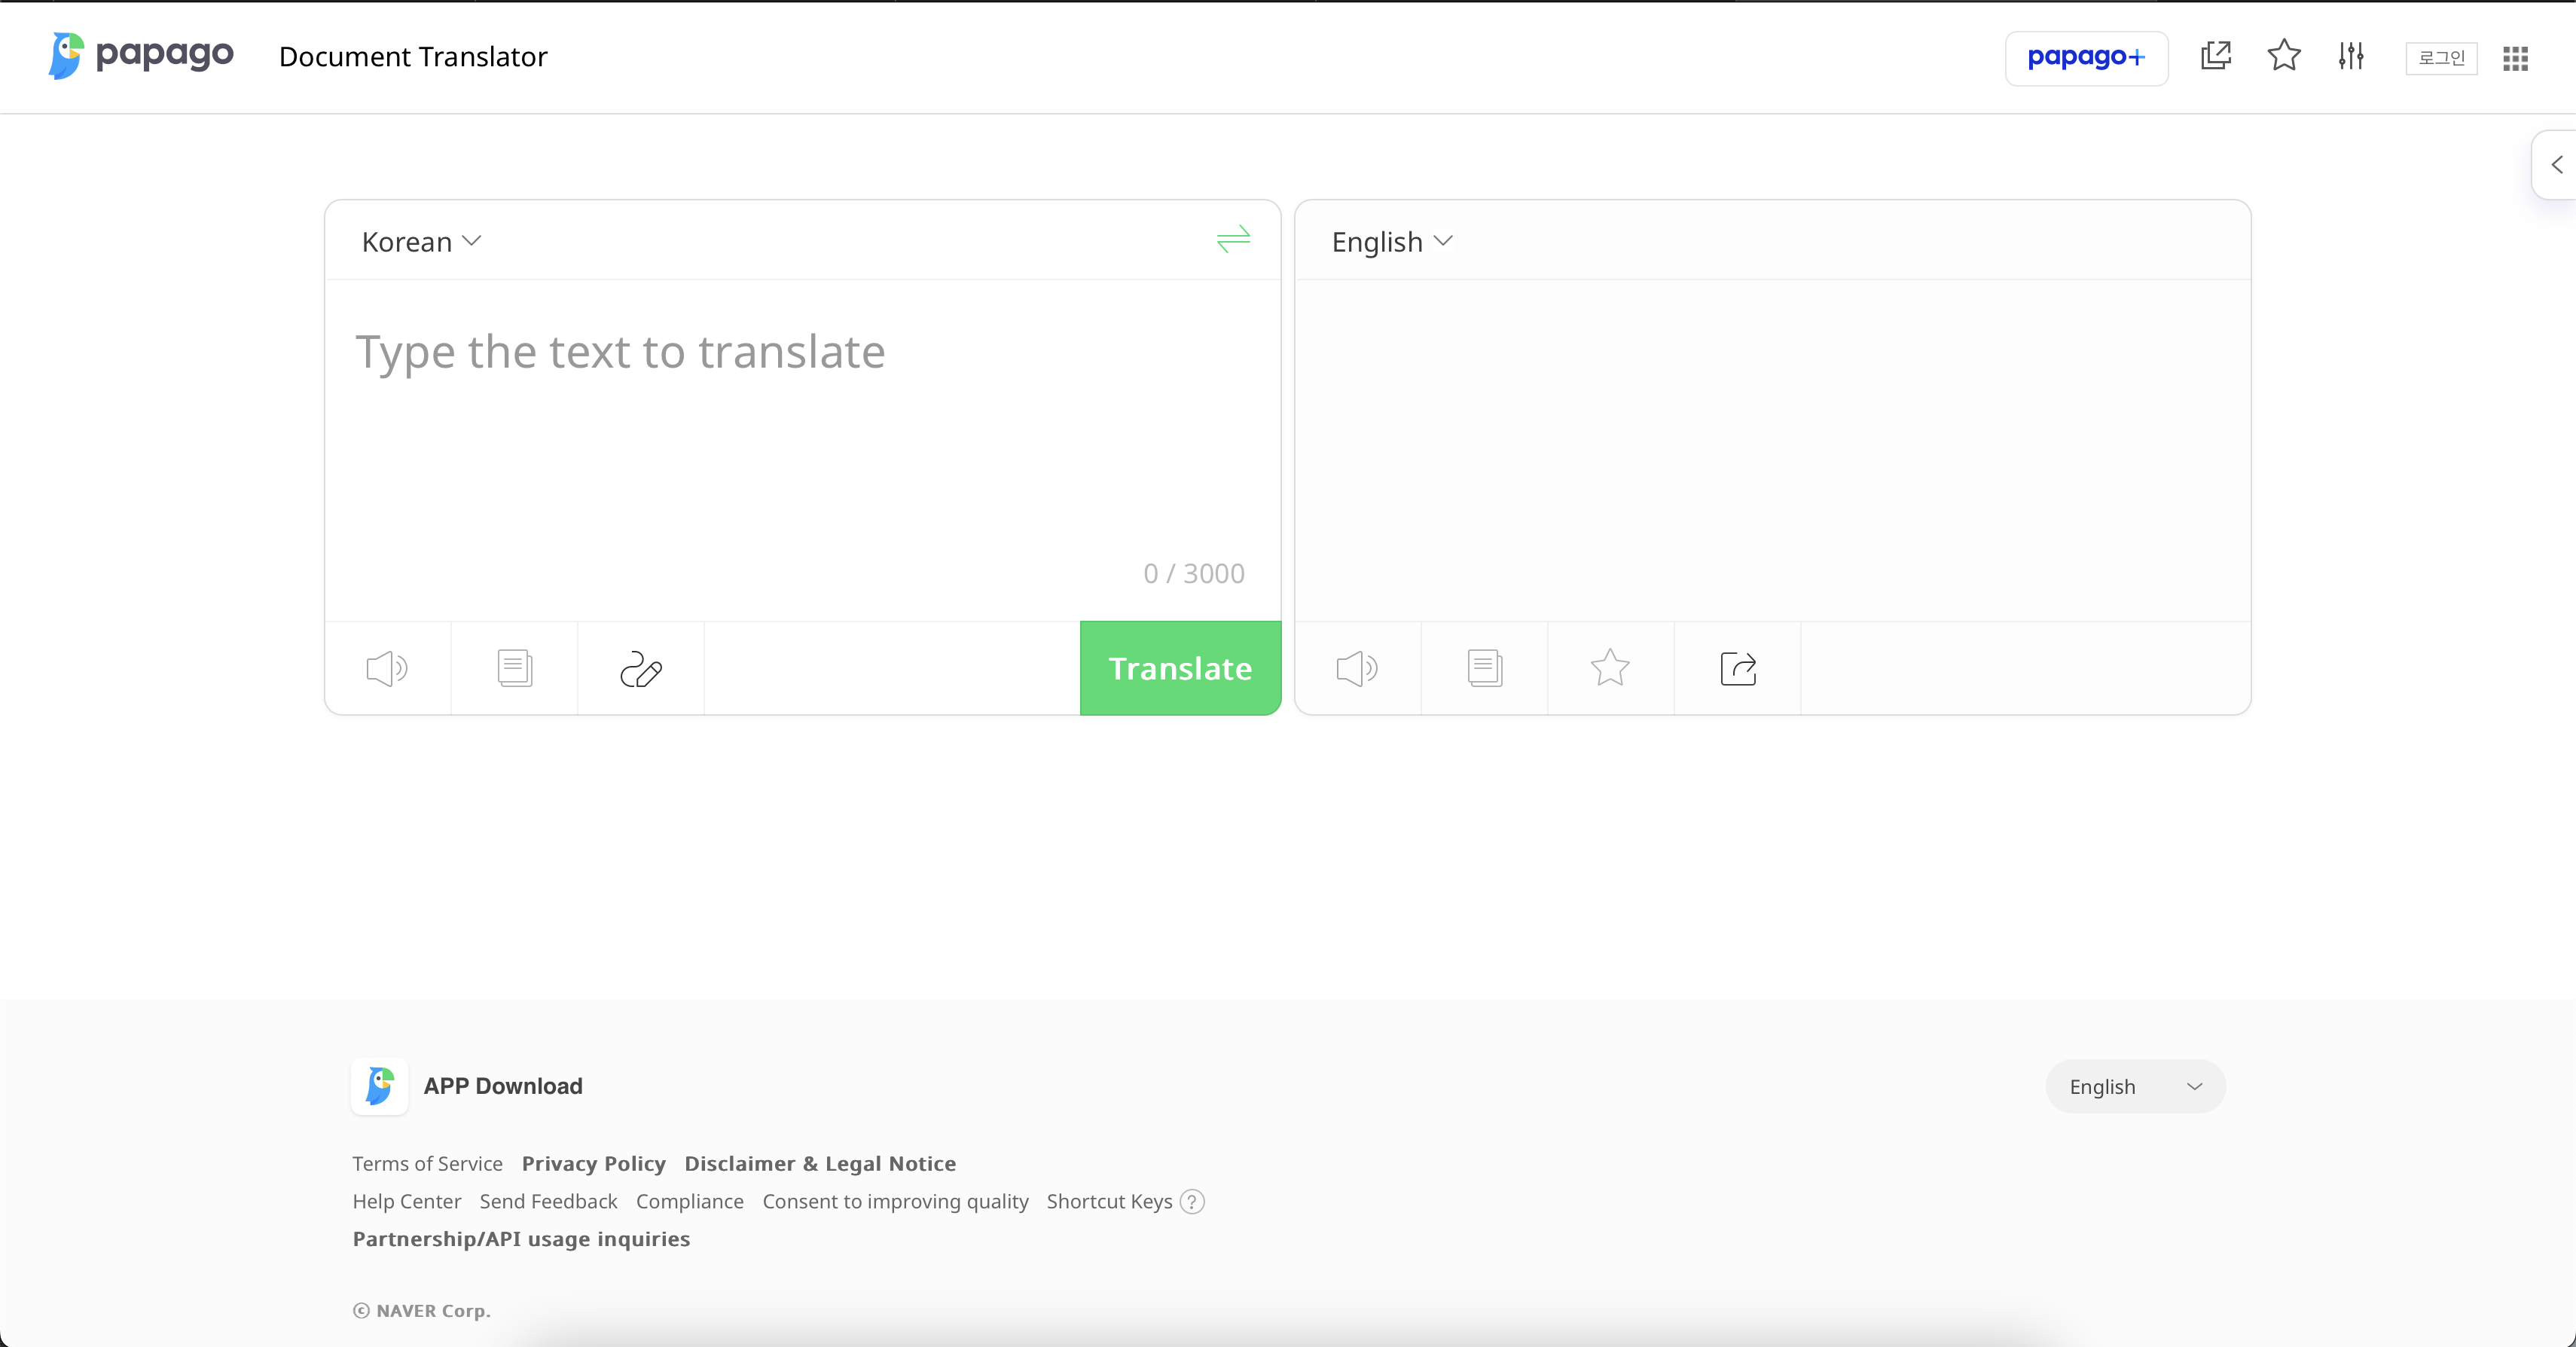 papago Document Translator papago+ 로그인
Korean
English
Type the text to translate
0 / 3000
Translate
APP Download
English
Terms of Service Privacy Policy Disclaimer & Legal Notice
Help Center Send Feedback Compliance Consent to improving quality Shortcut Keys ?
Partnership/API usage inquiries
© NAVER Corp.